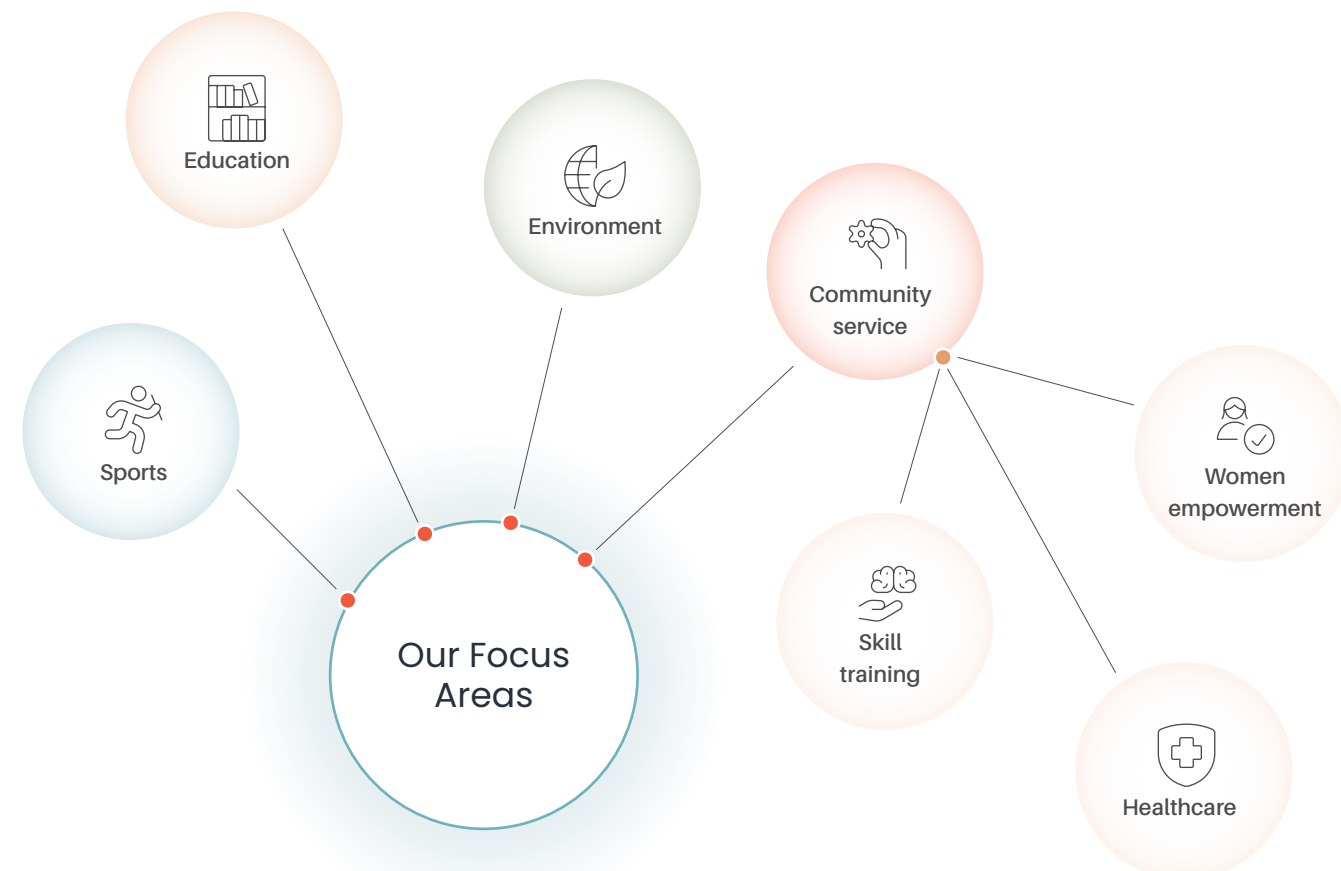 Education
Environment
Community
service
Sports
Women
empowerment
Skill
training
Our Focus
Areas
Healthcare